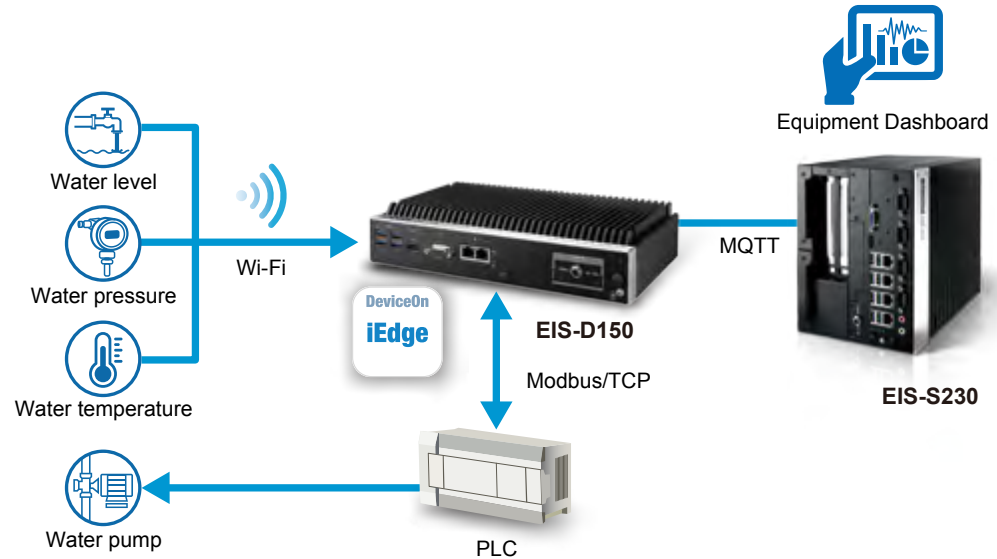 Equipment Dashboard
Water level
Wi-Fi
MQTT
Water pressure
DeviceOn
iEdge
EIS-D150
EIS-S230
Modbus/TCP
Water temperature
Water pump
PLC